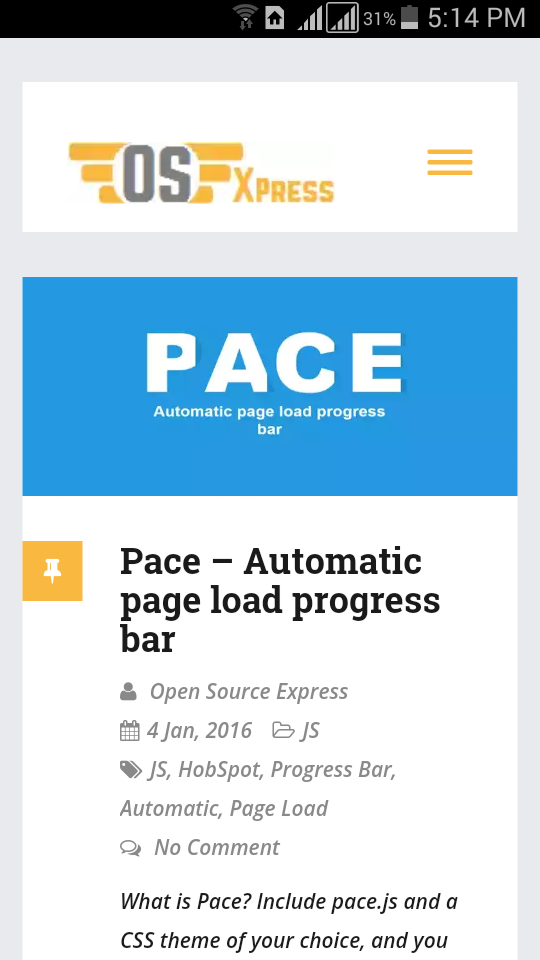 31% 5:14 PM
OS XPRESS
PACE
Automatic page load progress
bar
Pace – Automatic
page load progress
bar
Open Source Express
4 Jan, 2016 JS
JS, HobSpot, Progress Bar,
Automatic, Page Load
No Comment
What is Pace? Include pace.js and a
CSS theme of your choice, and you